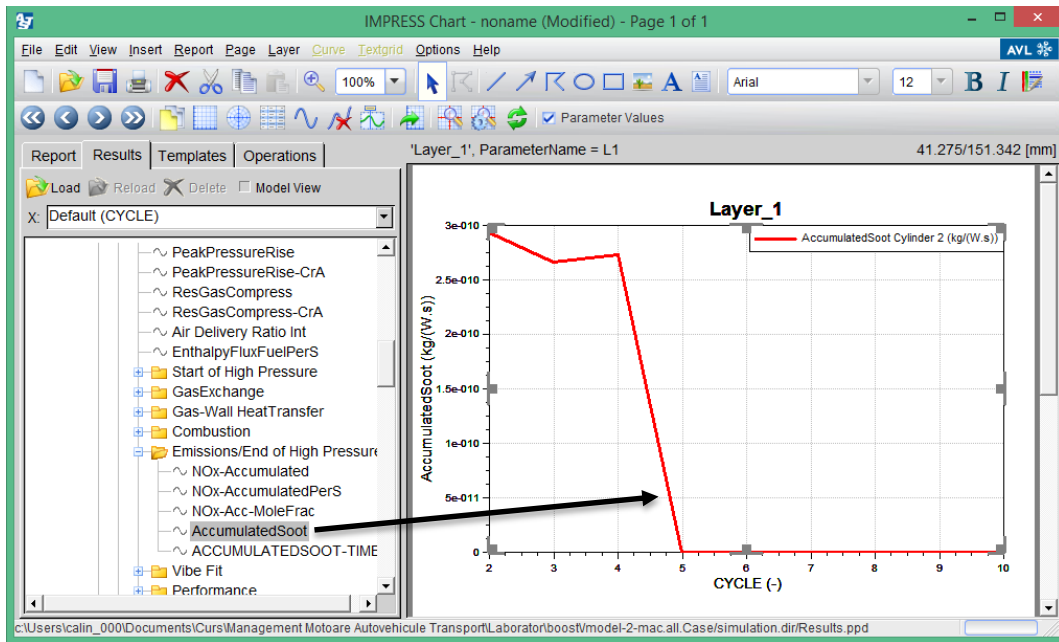 IMPRESS Chart - noname (Modified) - Page 1 of 1
File Edit View Insert Report Page Layer Curve Textgrid Options Help
AVL
100%
A
Arial
12
B I
Parameter Values
Report Results Templates Operations
'Layer_1', ParameterName = L1
41.275/151.342 [mm]
Load Reload Delete Model View
X: Default (CYCLE)
PeakPressureRise
PeakPressureRise-CrA
ResGasCompress
ResGasCompress-CrA
Air Delivery Ratio Int
EnthalpyFluxFuelPerS
Start of High Pressure
GasExchange
Gas-Wall HeatTransfer
Combustion
Emissions/End of High Pressure
NOx-Accumulated
NOx-AccumulatedPerS
NOx-Acc-MoleFrac
AccumulatedSoot
ACCUMULATEDSOOT-TIME
Vibe Fit
Performance
Layer_1
AccumulatedSoot Cylinder 2 (kg/(W.s))
AccumulatedSoot (kg/(W.s))
3e-010
2.5e-010
2e-010
1.5e-010
1e-010
5e-011
0
2 3 4 5 6 7 8 9 10
CYCLE (-)
c:\Users\calin_000\Documents\Curs\Management Motoare Autovehicule Transport\Laborator\boost\/model-2-mac.all.Case/simulation.dir/Results.ppd